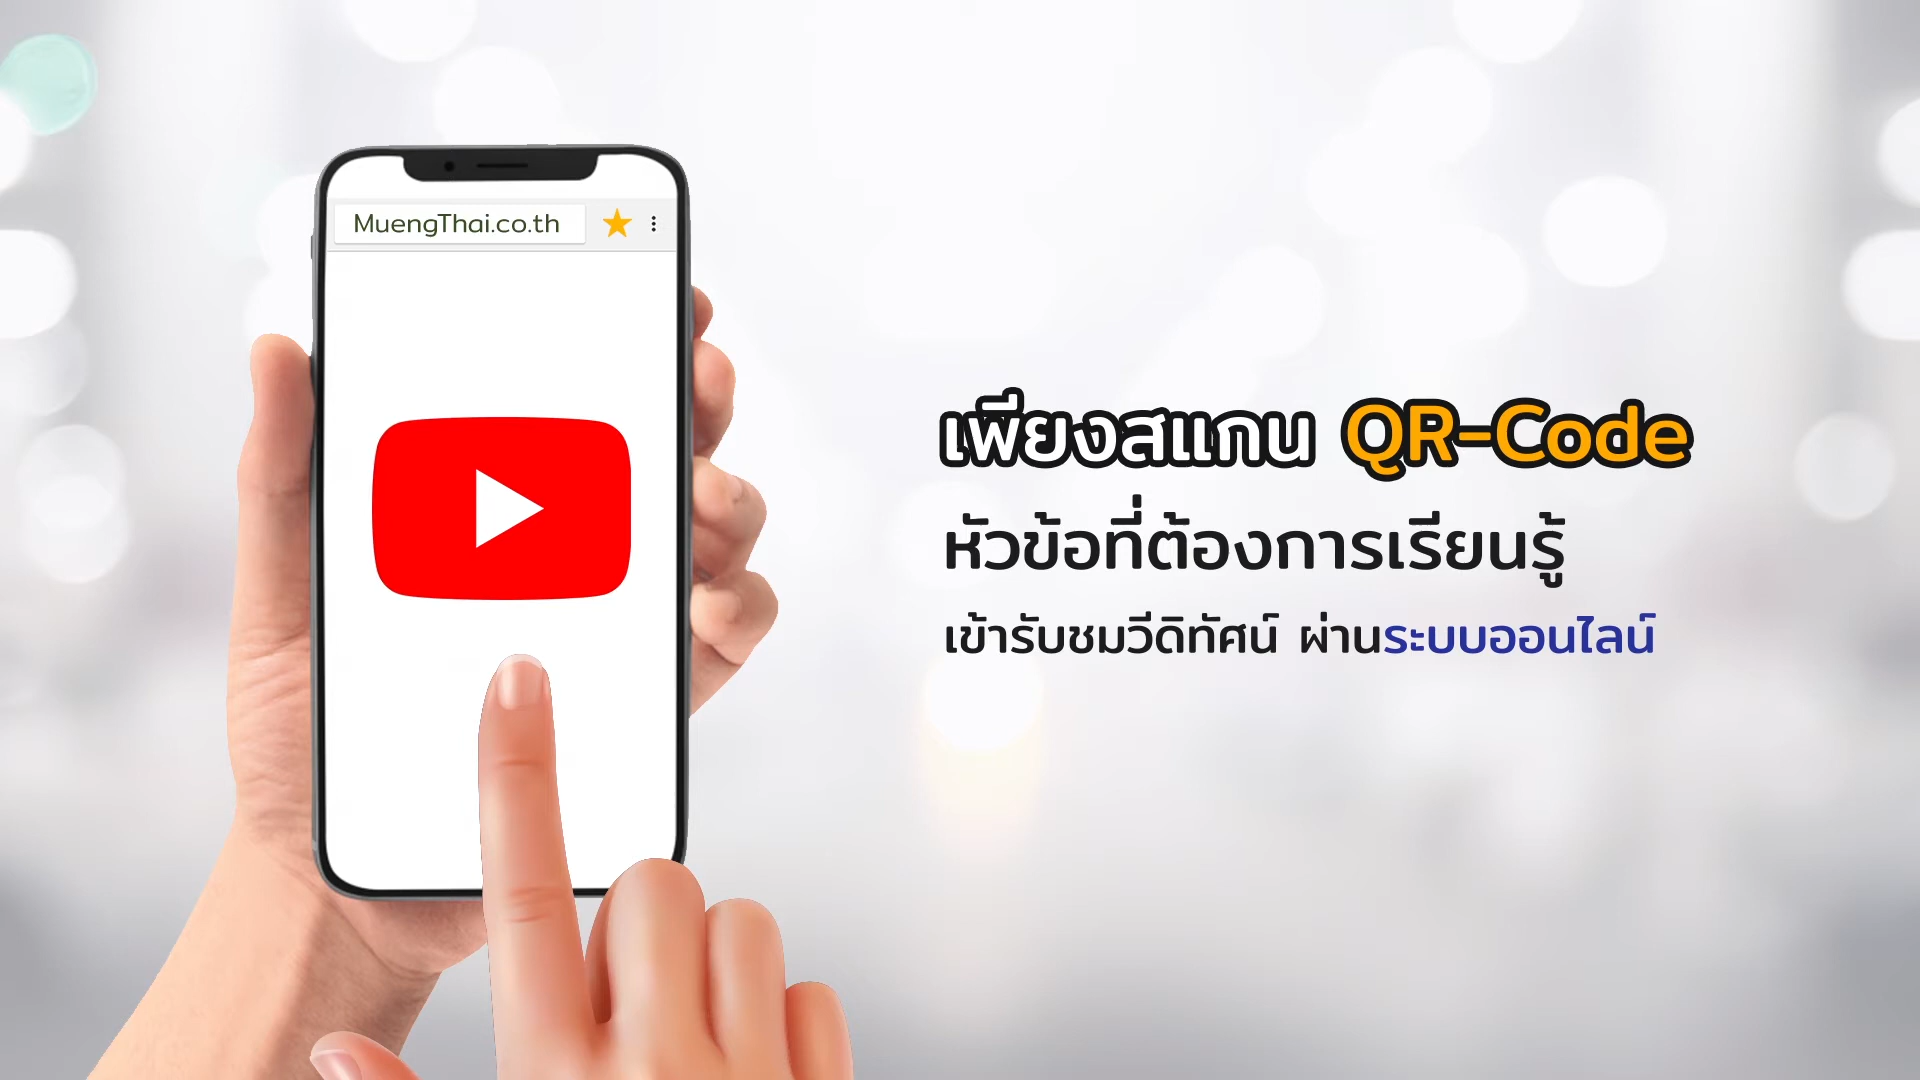 MuengThai.co.th
เพียงสแกน QR-Code
หัวข้อที่ต้องการเรียนรู้
เข้ารับชมวีดิทัศน์ ผ่านระบบออนไลน์